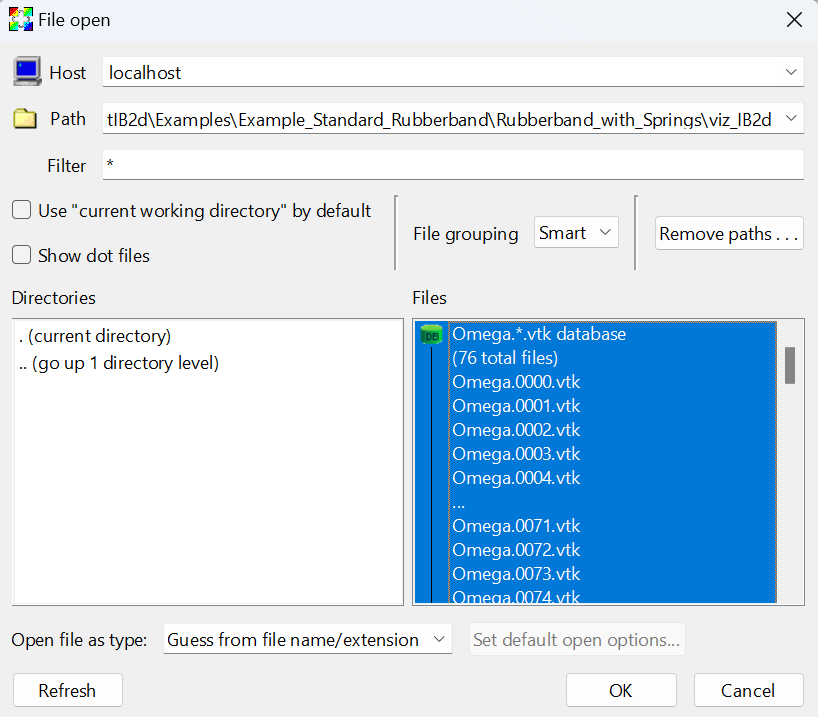 File open
Host
localhost
Path
tIB2d\Examples\Example_Standard_Rubberband\Rubberband_with_Springs\viz_IB2d
Filter
*
Use "current working directory" by default
Show dot files
File grouping
Smart
Remove paths . . .
Directories
. (current directory)
.. (go up 1 directory level)
Files
DB
Omega.*.vtk database
(76 total files)
Omega.0000.vtk
Omega.0001.vtk
Omega.0002.vtk
Omega.0003.vtk
Omega.0004.vtk
...
Omega.0071.vtk
Omega.0072.vtk
Omega.0073.vtk
Omega.0074.vtk
Open file as type:
Guess from file name/extension
Set default open options...
Refresh
OK
Cancel